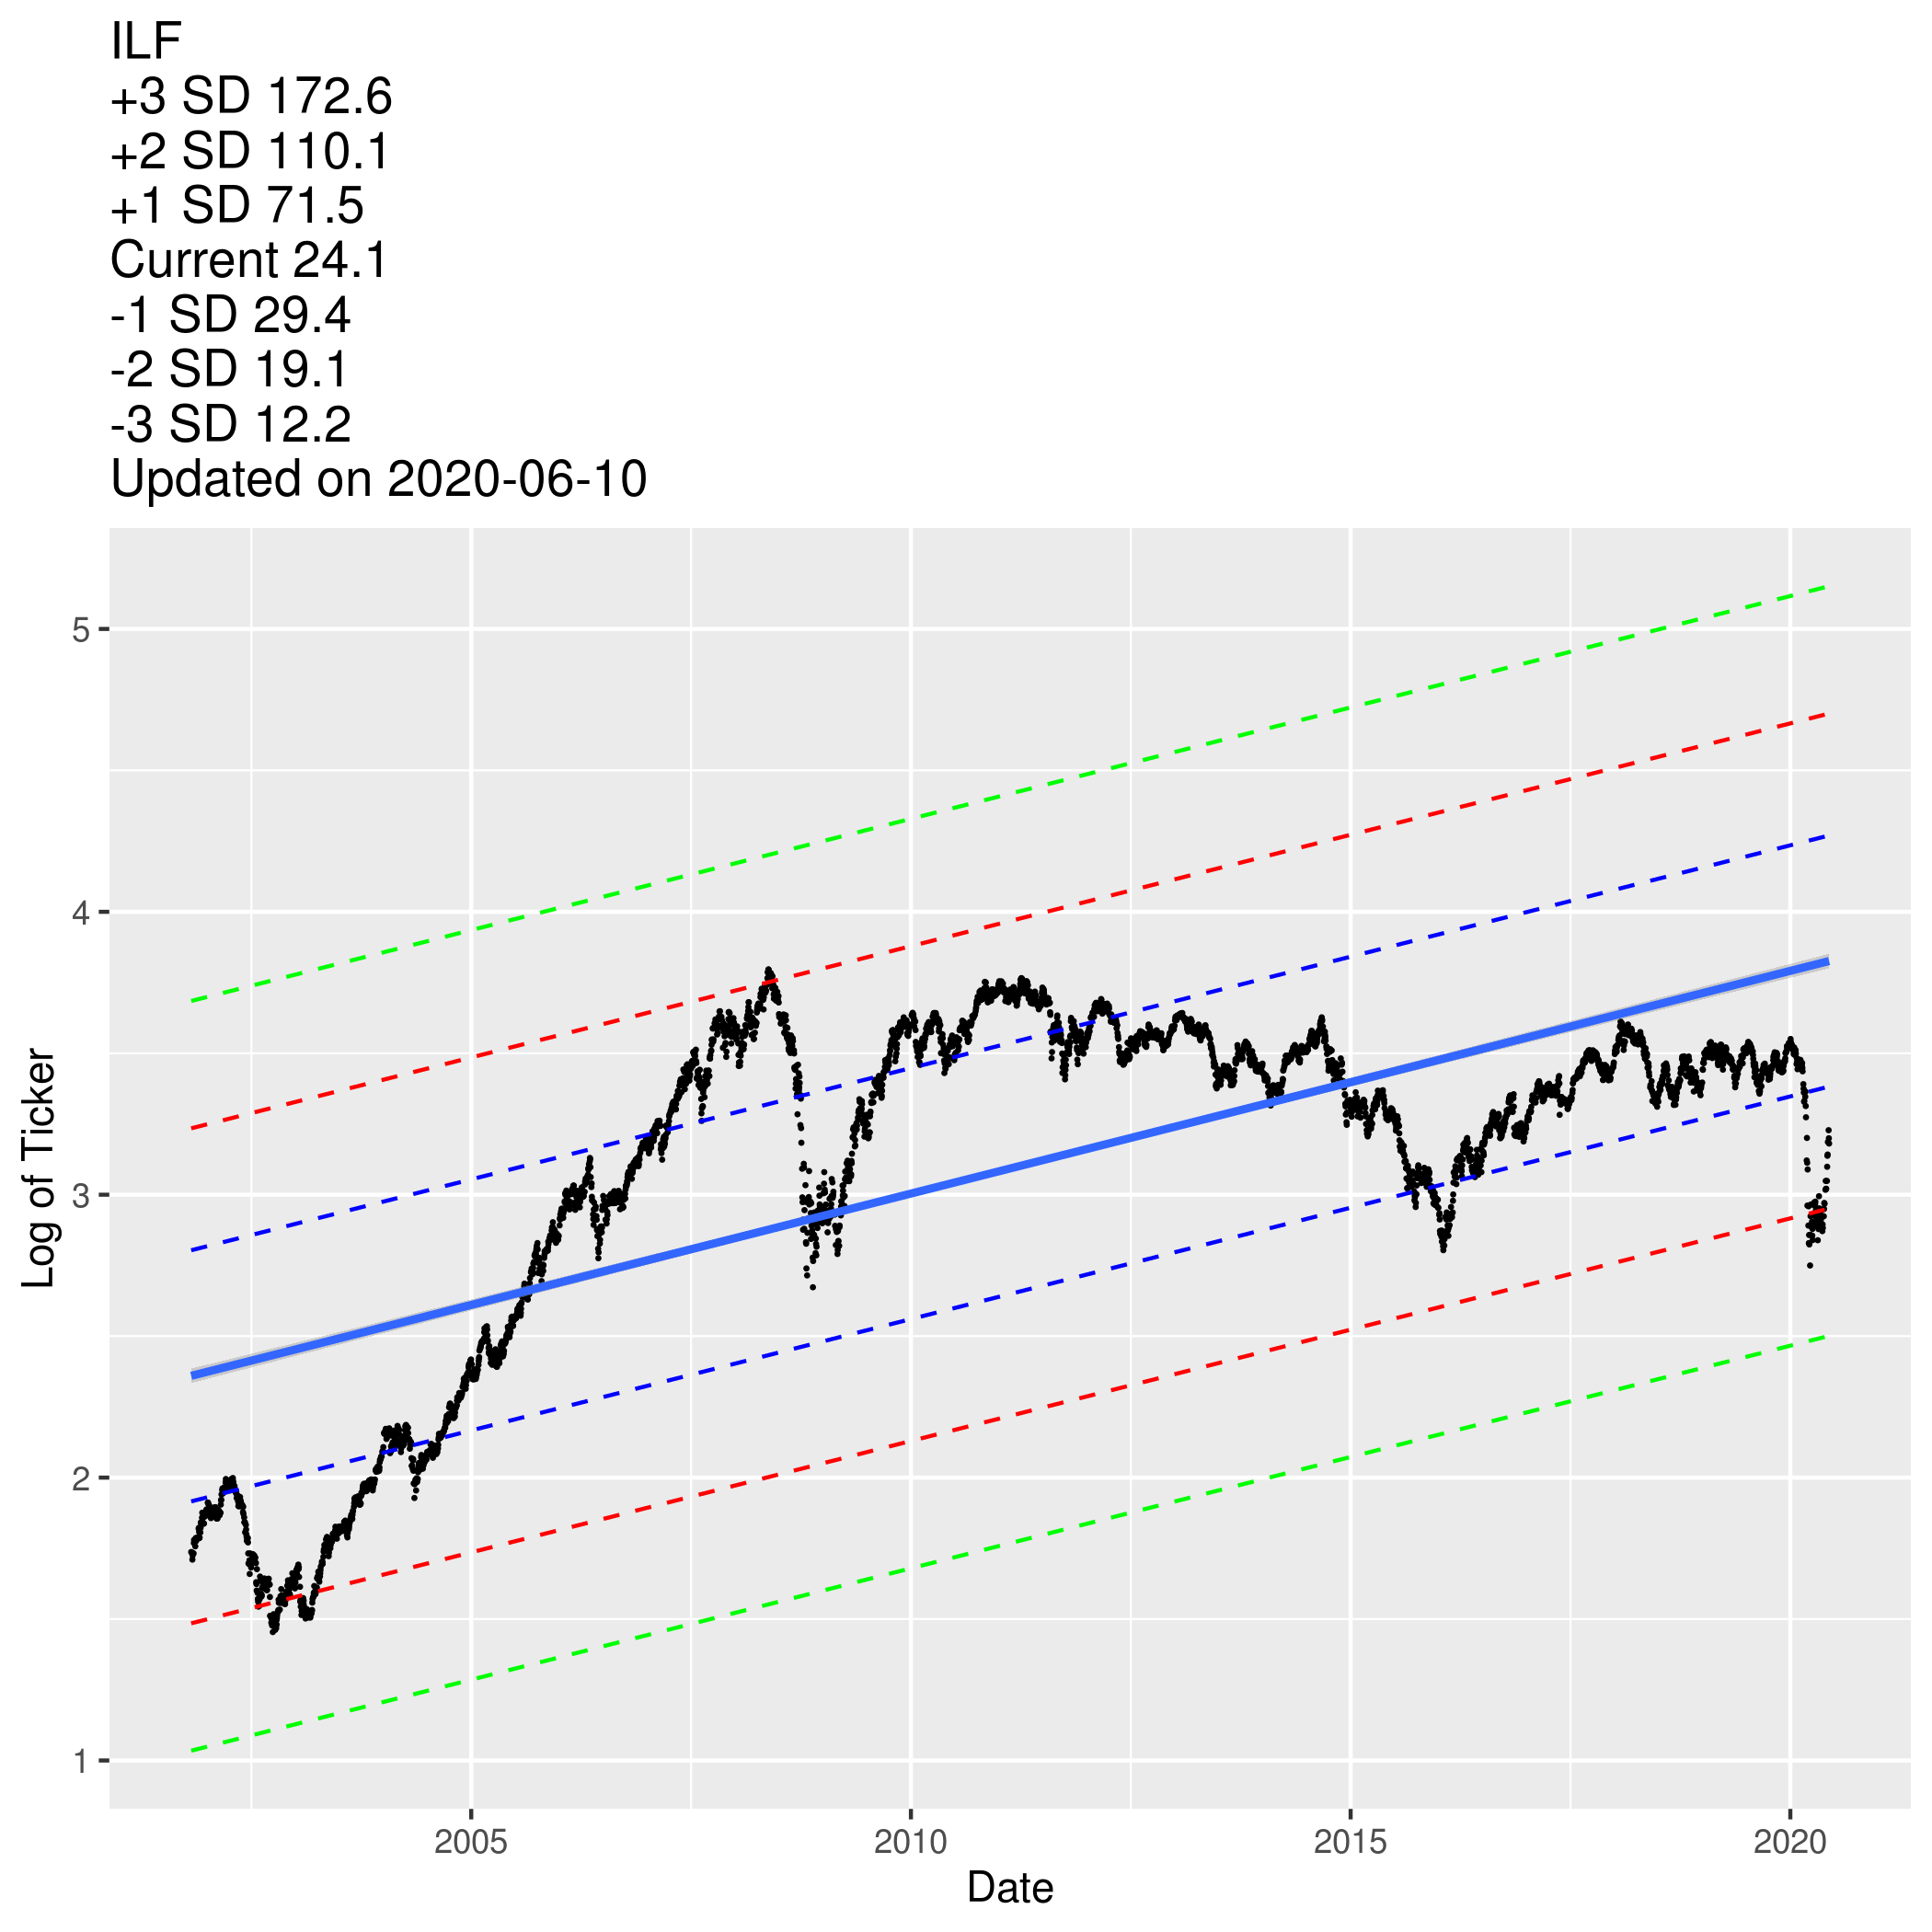 ILF
+3 SD 172.6
+2 SD 110.1
+1 SD 71.5
Current 24.1
-1 SD 29.4
-2 SD 19.1
-3 SD 12.2
Updated on 2020-06-10
5
4
3
2
1
Log of Ticker
2005 2010 2015 2020
Date